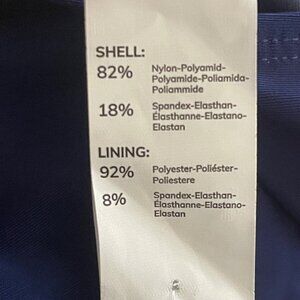 SHELL:
82% Nylon-Polyamid-
Polyamide-Poliamida-
Poliammide
18% Spandex-Elasthan-
Élasthanne-Elastano-
Elastan
LINING:
92% Polyester-Poliéster-
Poliestere
8% Spandex-Elasthan-
Élasthanne-Elastano-
Elastan